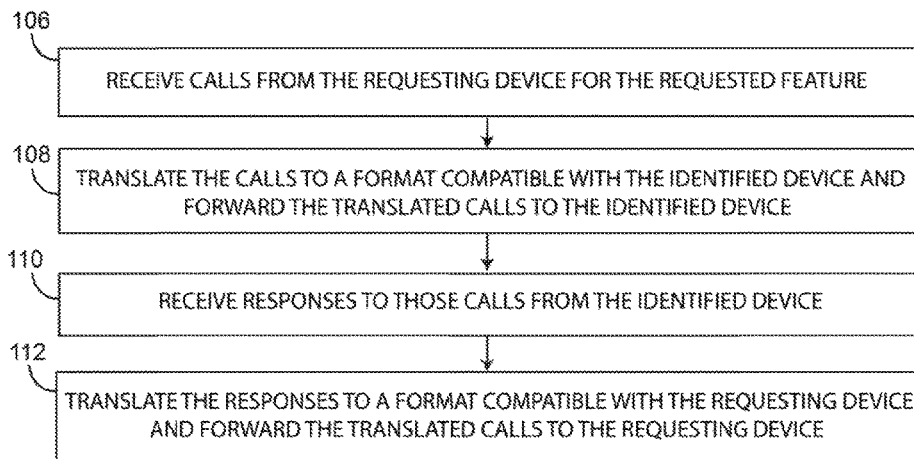 106
RECEIVE CALLS FROM THE REQUESTING DEVICE FOR THE REQUESTED FEATURE
108
TRANSLATE THE CALLS TO A FORMAT COMPATIBLE WITH THE IDENTIFIED DEVICE AND
FORWARD THE TRANSLATED CALLS TO THE IDENTIFIED DEVICE
110
RECEIVE RESPONSES TO THOSE CALLS FROM THE IDENTIFIED DEVICE
112
TRANSLATE THE RESPONSES TO A FORMAT COMPATIBLE WITH THE REQUESTING DEVICE
AND FORWARD THE TRANSLATED CALLS TO THE REQUESTING DEVICE